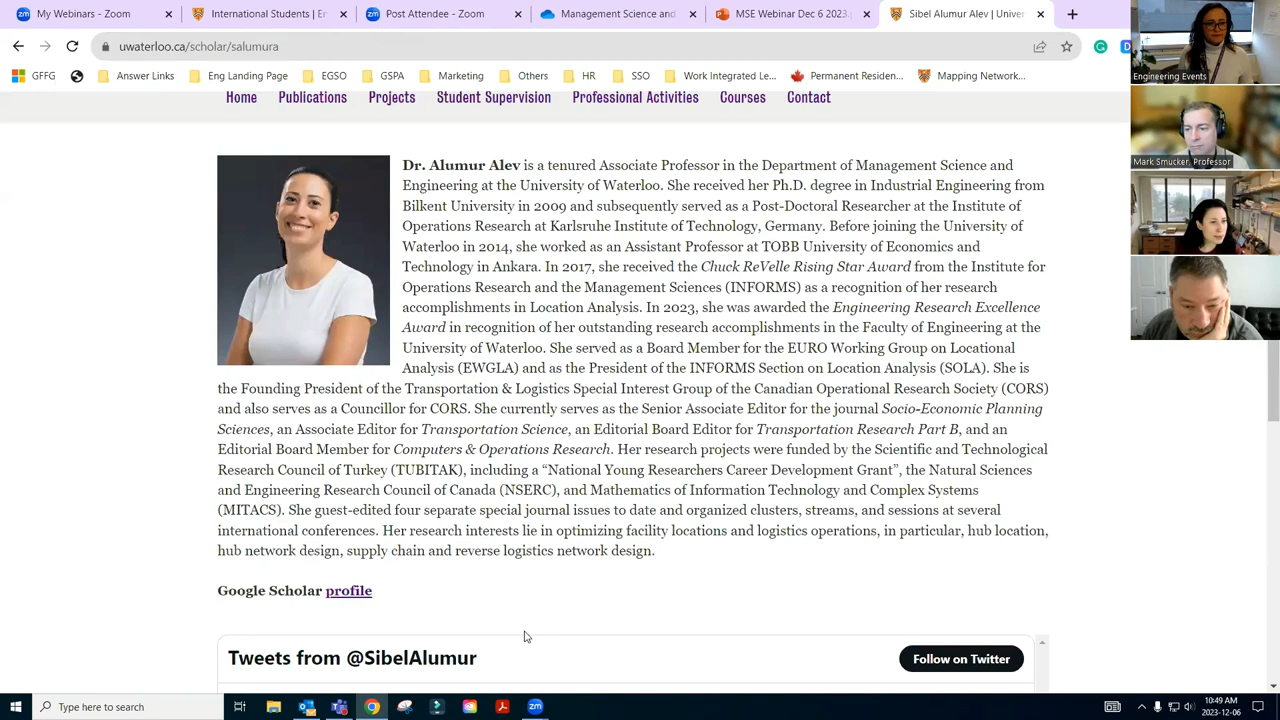 My Webinars - Zoom
International Students | Engine
Post Attendee - Zoom
Management Science and
MSE Webinar Dec 6 2023.
Sibel Alumur Alev | Univer
uwaterloo.ca/scholar/salumura
GFFG
Answer Links
Eng Landing Page
EGSO
GSPA
Marketing
Others
HR
SSO
Work Integrated Le...
Permanent Residen...
Mapping Network...
Engineering Events
Mark Smucker, Professor
Home Publications Projects Student Supervision Professional Activities Courses Contact
Dr. Alumur Alev is a tenured Associate Professor in the Department of Management Science and
Engineering at the University of Waterloo. She received her Ph.D. degree in Industrial Engineering from
Bilkent University in 2009 and subsequently served as a Post-Doctoral Researcher at the Institute of
Operations Research at Karlsruhe Institute of Technology, Germany. Before joining the University of
Waterloo in 2014, she worked as an Assistant Professor at TOBB University of Economics and
Technology in Ankara. In 2017, she received the Chuck ReVelle Rising Star Award from the Institute for
Operations Research and the Management Sciences (INFORMS) as a recognition of her research
accomplishments in Location Analysis. In 2023, she was awarded the Engineering Research Excellence
Award in recognition of her outstanding research accomplishments in the Faculty of Engineering at the
University of Waterloo. She served as a Board Member for the EURO Working Group on Locational
Analysis (EWGLA) and as the President of the INFORMS Section on Location Analysis (SOLA). She is
the Founding President of the Transportation & Logistics Special Interest Group of the Canadian Operational Research Society (CORS)
and also serves as a Councillor for CORS. She currently serves as the Senior Associate Editor for the journal Socio-Economic Planning
Sciences, an Associate Editor for Transportation Science, an Editorial Board Editor for Transportation Research Part B, and an
Editorial Board Member for Computers & Operations Research. Her research projects were funded by the Scientific and Technological
Research Council of Turkey (TUBITAK), including a “National Young Researchers Career Development Grant”, the Natural Sciences
and Engineering Research Council of Canada (NSERC), and Mathematics of Information Technology and Complex Systems
(MITACS). She guest-edited four separate special journal issues to date and organized clusters, streams, and sessions at several
international conferences. Her research interests lie in optimizing facility locations and logistics operations, in particular, hub location,
hub network design, supply chain and reverse logistics network design.
Google Scholar profile
Tweets from @SibelAlumur
Follow on Twitter
Type here to search
10:49 AM
2023-12-06